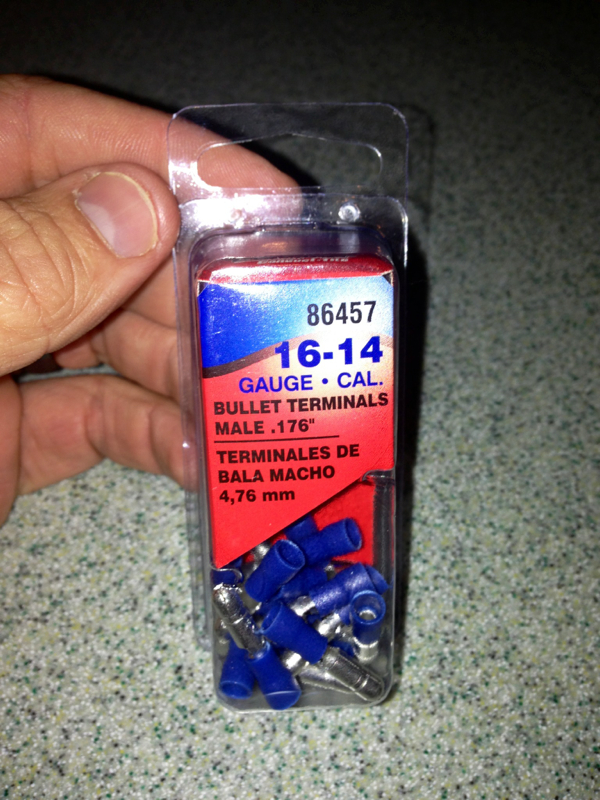 86457
16-14
GAUGE • CAL.
BULLET TERMINALS
MALE .176"
TERMINALES DE
BALA MACHO
4,76 mm